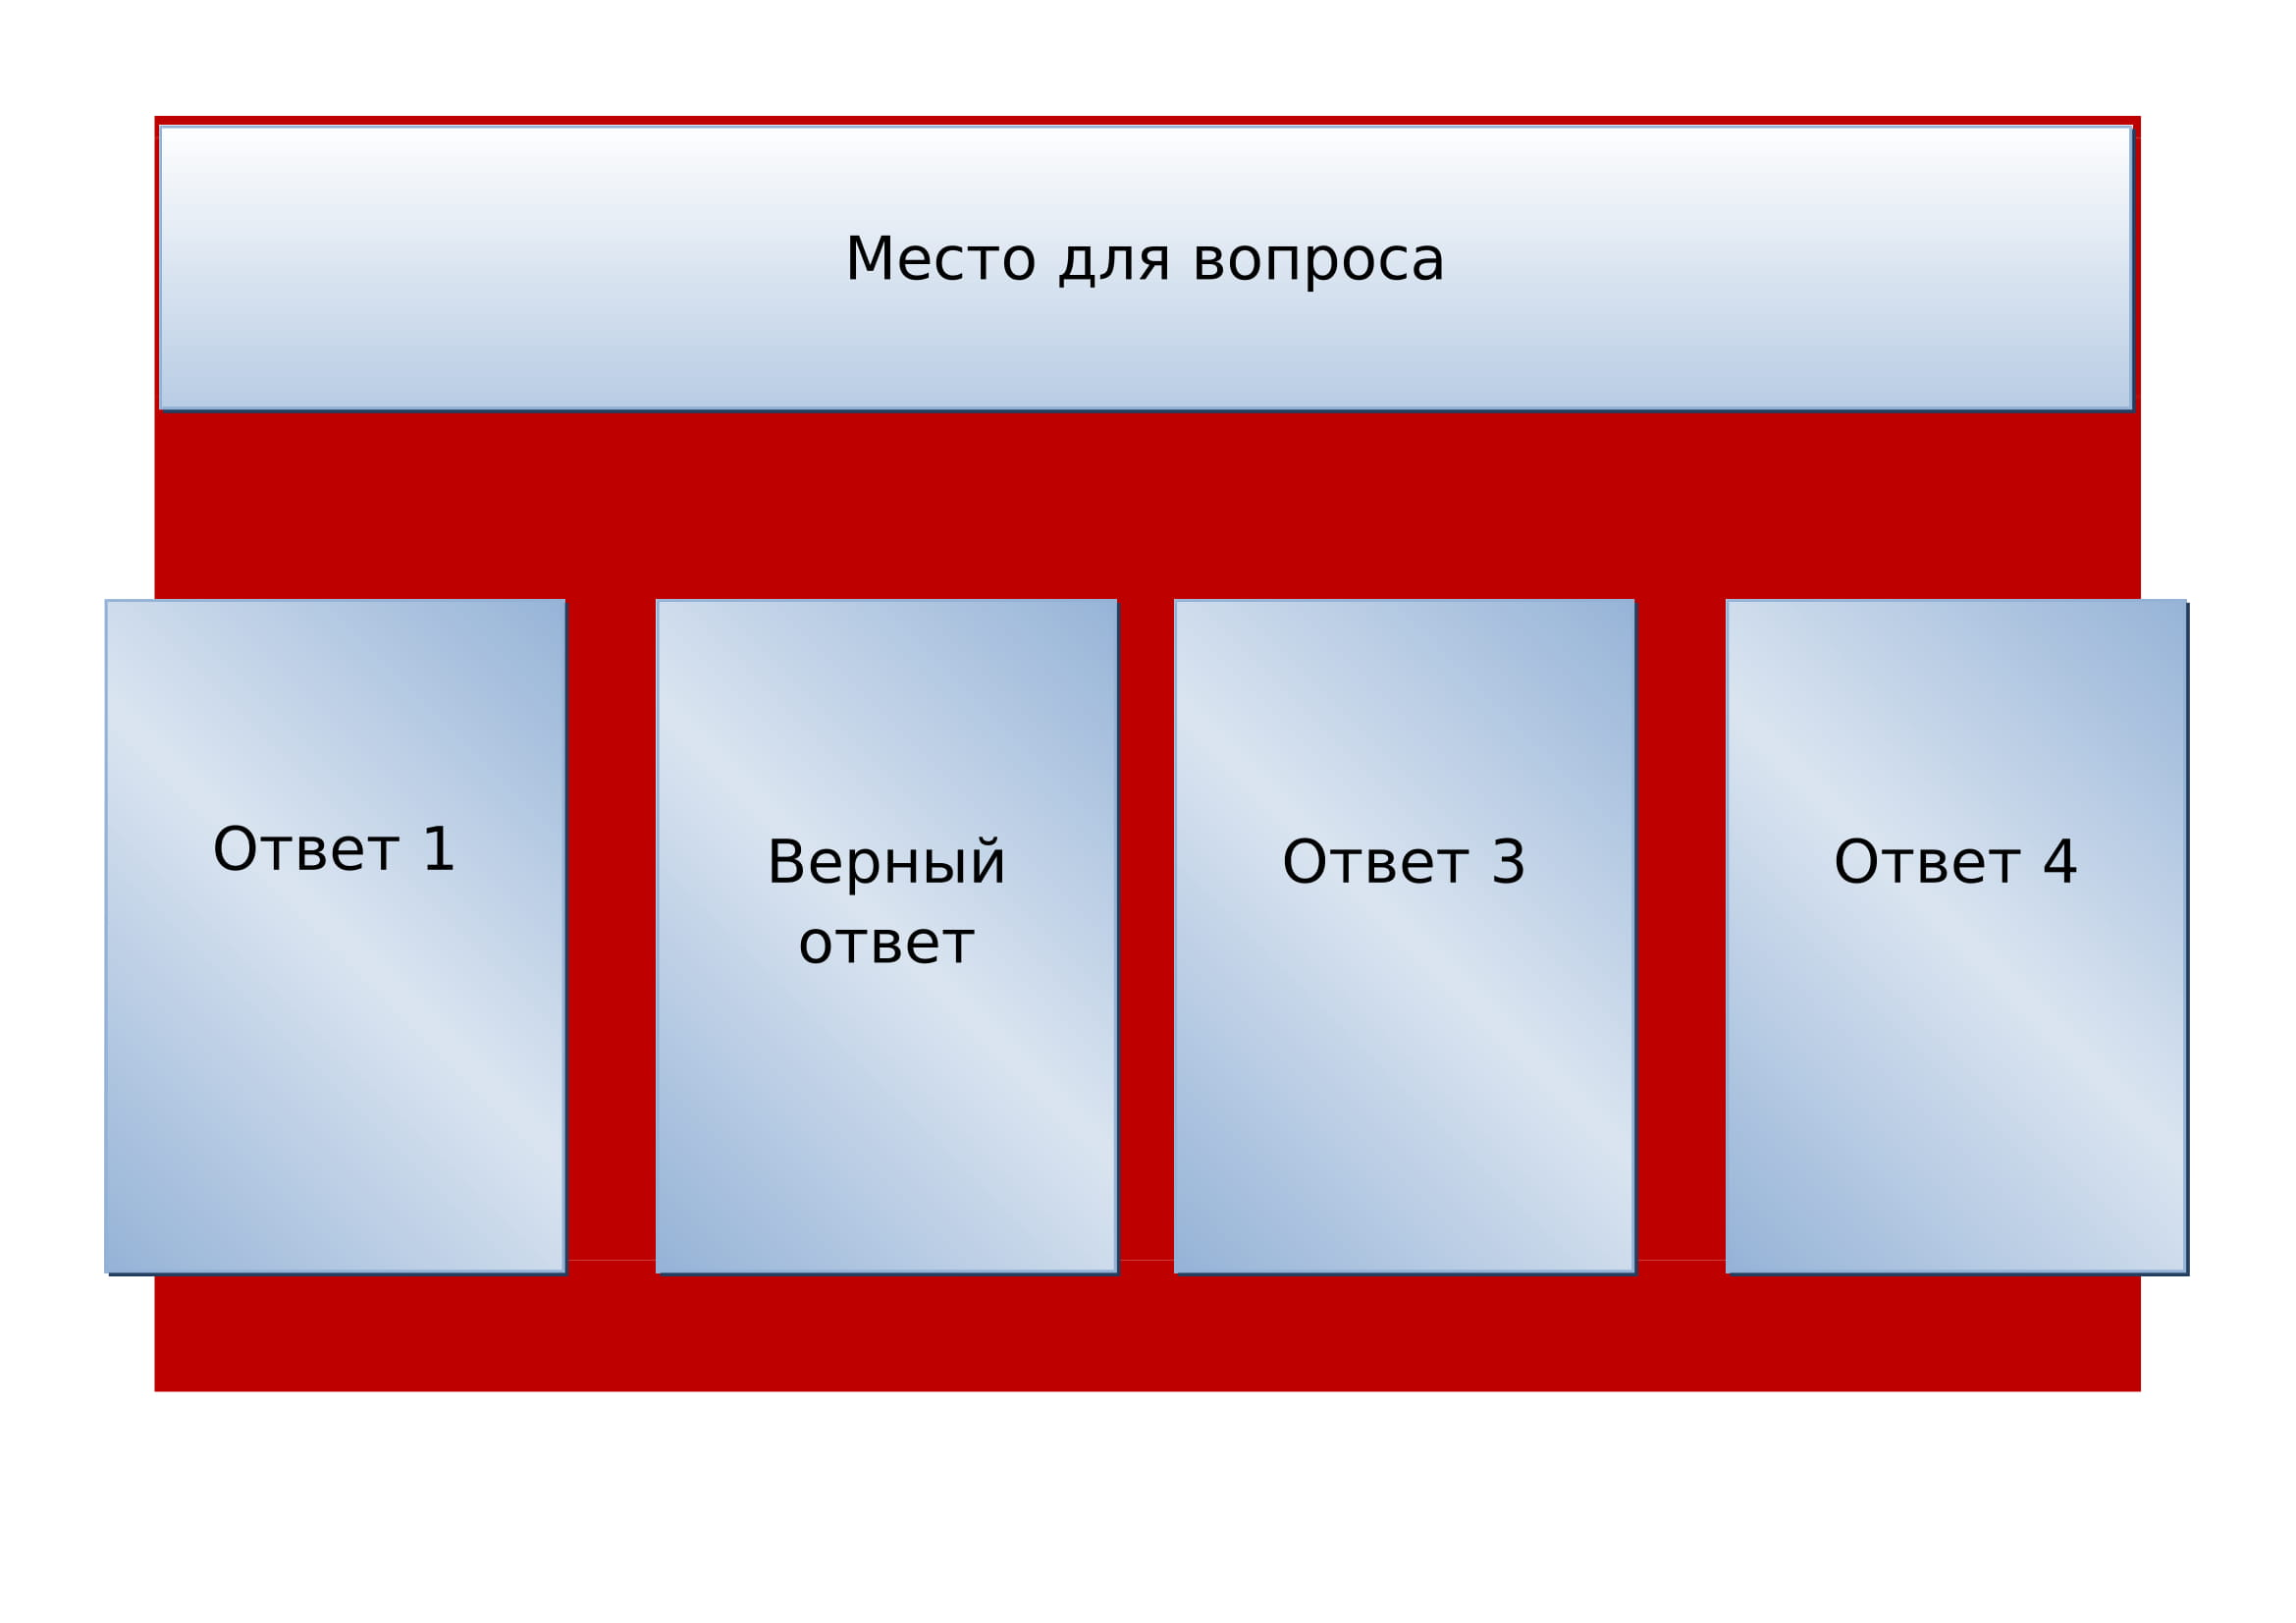 Место для вопроса
Ответ 1
Верный
ответ
Ответ 3
Ответ 4